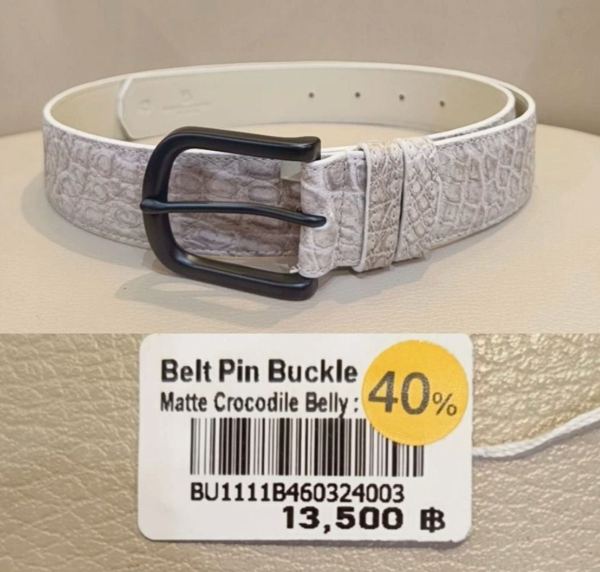 Belt Pin Buckle
40%
Matte Crocodile Belly :
BU1111B460324003
13,500 ฿